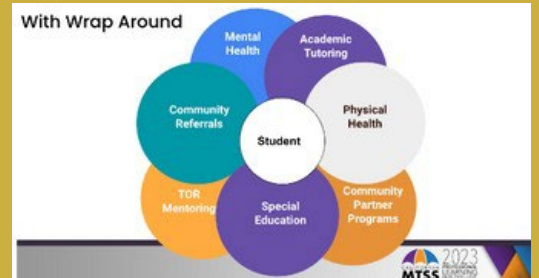 With Wrap Around
Mental
Health
Academic
Tutoring
Community
Referrals
Physical
Health
Student
TOR
Mentoring
Special
Education
Community
Partner
Programs
2023
MTSS